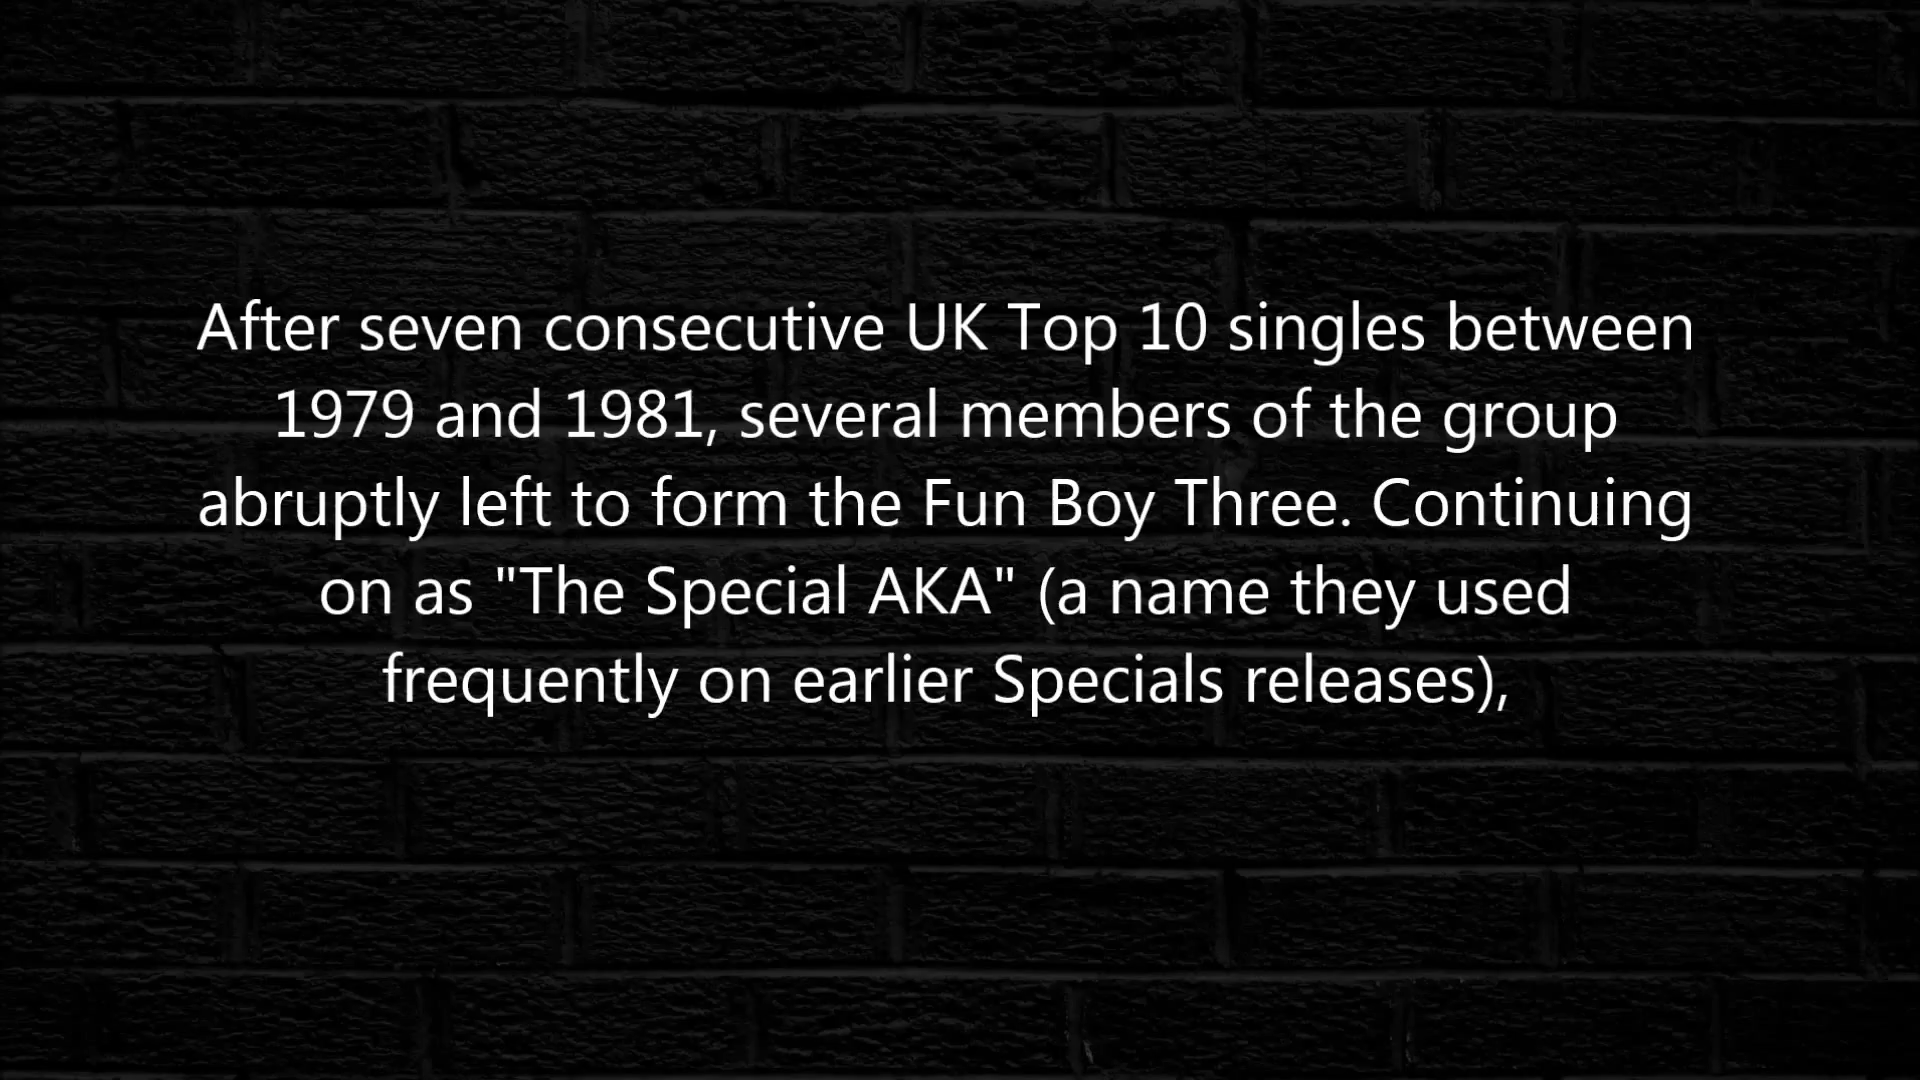 After seven consecutive UK Top 10 singles between
1979 and 1981, several members of the group
abruptly left to form the Fun Boy Three. Continuing
on as "The Special AKA" (a name they used
frequently on earlier Specials releases),